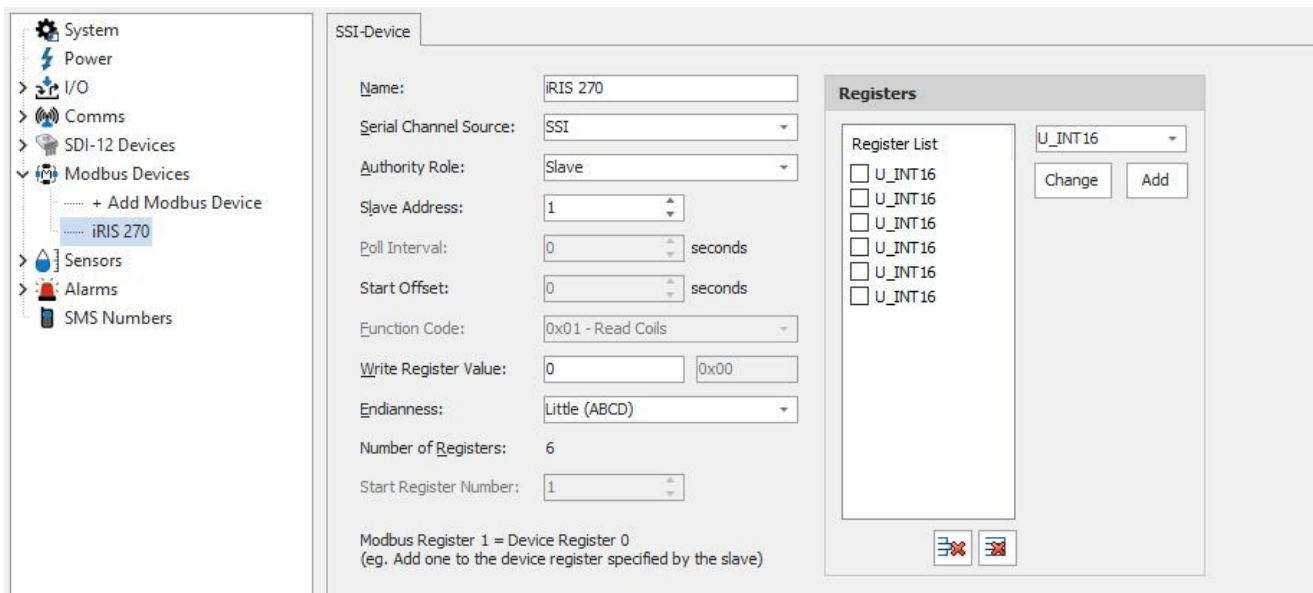 System
Power
I/O
Comms
SDI-12 Devices
Modbus Devices
+ Add Modbus Device
iRIS 270
Sensors
Alarms
SMS Numbers
SSI-Device
Name: iRIS 270
Serial Channel Source: SSI
Authority Role: Slave
Slave Address: 1
Poll Interval: 0 seconds
Start Offset: 0 seconds
Function Code: 0x01 - Read Coils
Write Register Value: 0 0x00
Endianness: Little (ABCD)
Number of Registers: 6
Start Register Number: 1
Modbus Register 1 = Device Register 0
(eg. Add one to the device register specified by the slave)
Registers
Register List
U_INT16
U_INT16
U_INT16
U_INT16
U_INT16
U_INT16
U_INT16
Change Add